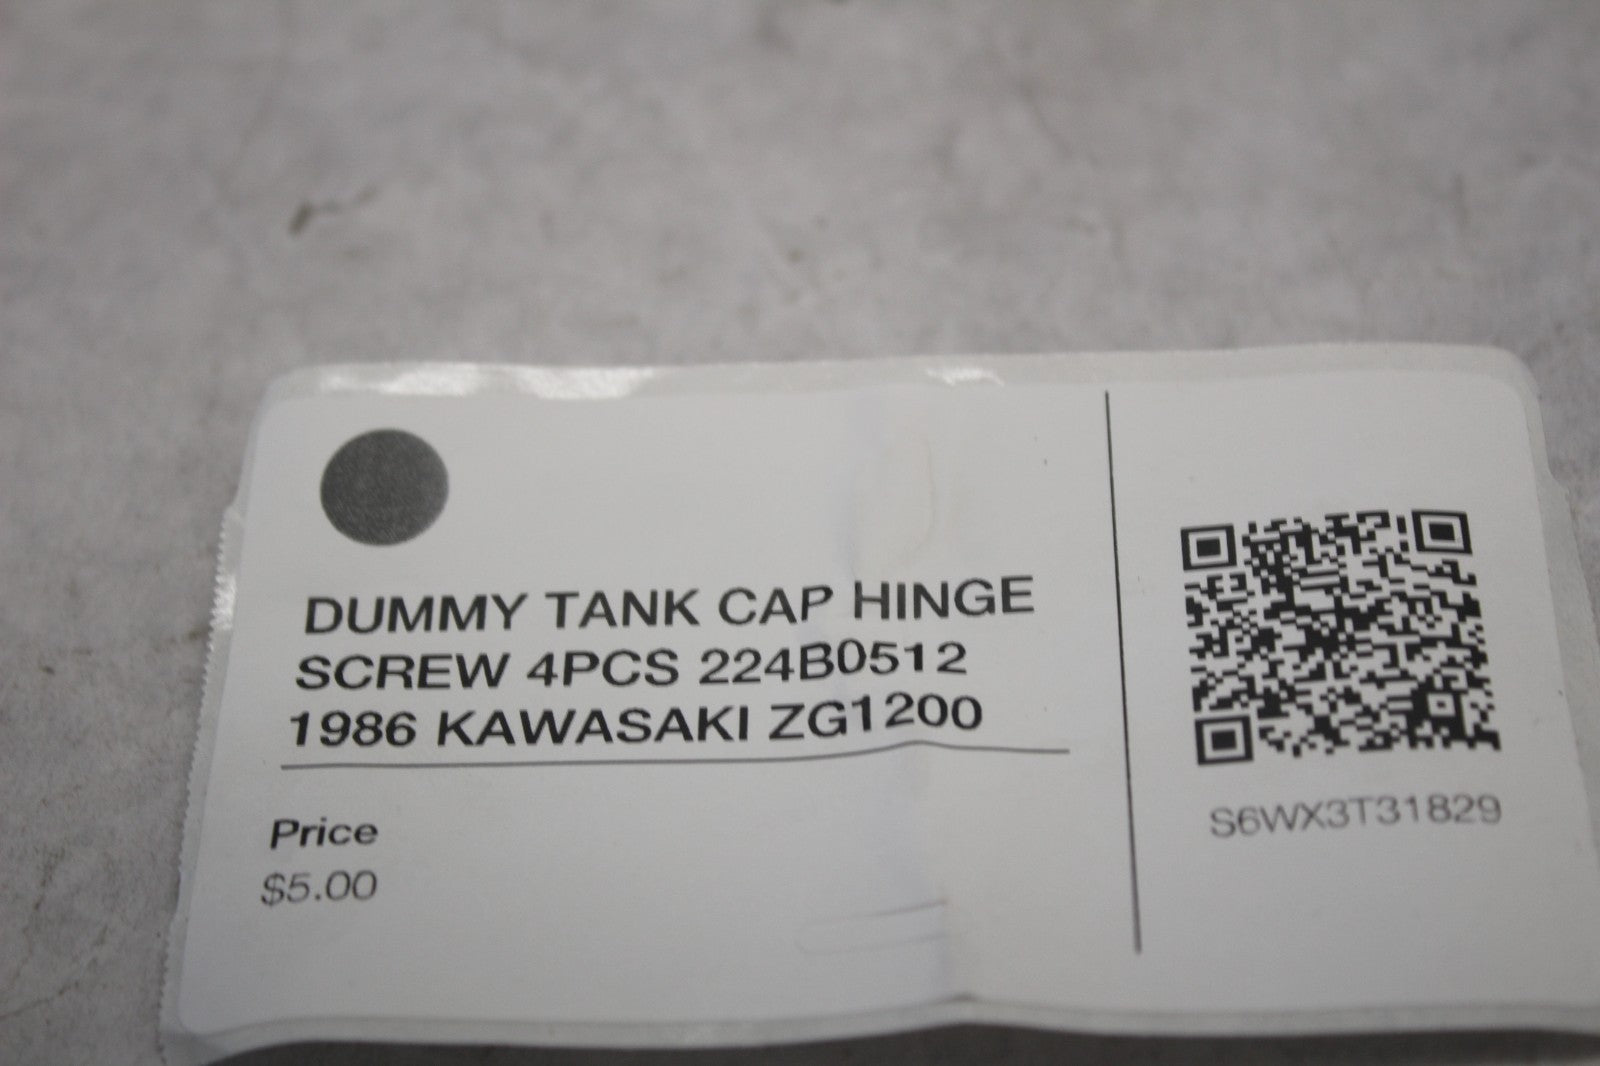 DUMMY TANK CAP HINGE
SCREW 4PCS 224B0512
1986 KAWASAKI ZG1200
Price
$5.00
S6WX3T31829